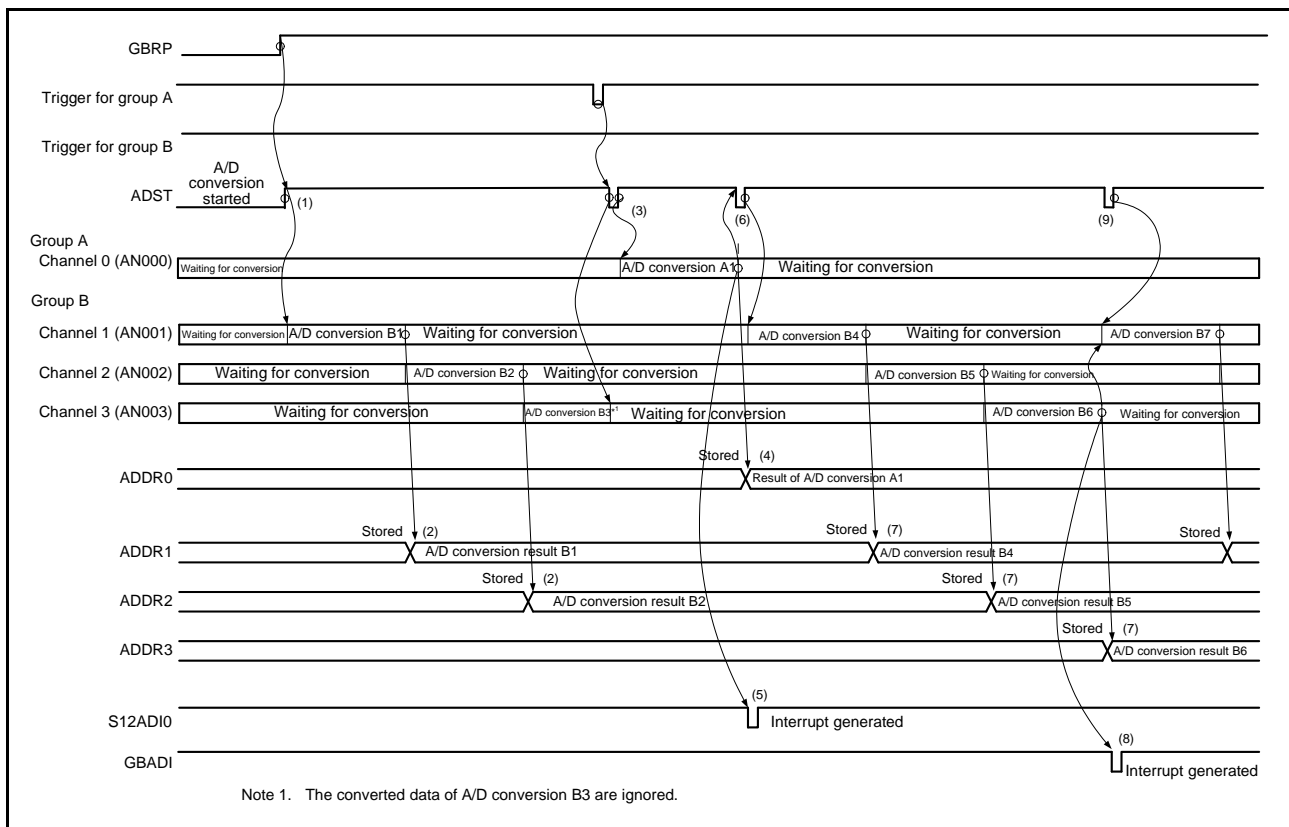 GBRP
Trigger for group A
Trigger for group B
A/D
conversion
started
ADST
(1)
(3)
(6)
(9)
Group A
Channel 0 (AN000)
Waiting for conversion
A/D conversion A1
Waiting for conversion
Group B
Channel 1 (AN001)
Waiting for conversion
A/D conversion B1
Waiting for conversion
A/D conversion B4
Waiting for conversion
A/D conversion B7
Channel 2 (AN002)
Waiting for conversion
A/D conversion B2
Waiting for conversion
A/D conversion B5
Waiting for conversion
Channel 3 (AN003)
Waiting for conversion
A/D conversion B3*1
Waiting for conversion
A/D conversion B6
Waiting for conversion
Stored (4)
ADDR0
Result of A/D conversion A1
Stored (2)
Stored (7)
Stored
ADDR1
A/D conversion result B1
A/D conversion result B4
Stored (2)
Stored (7)
ADDR2
A/D conversion result B2
A/D conversion result B5
Stored (7)
ADDR3
A/D conversion result B6
(5)
S12ADI0
Interrupt generated
(8)
GBADI
Interrupt generated
Note 1. The converted data of A/D conversion B3 are ignored.